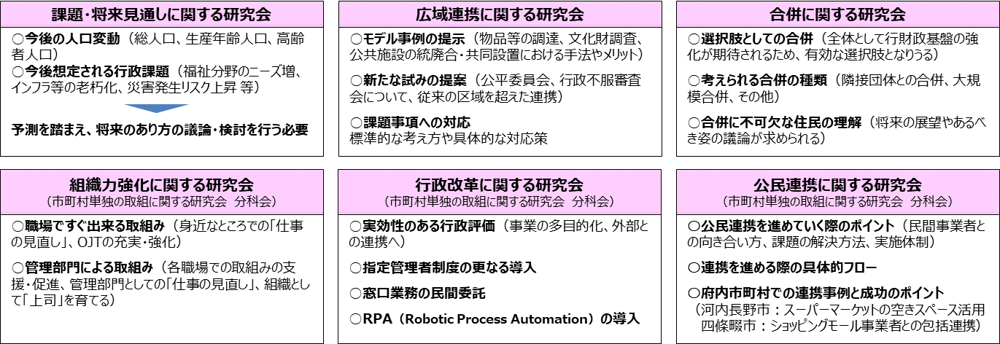 課題・将来見通しに関する研究会
○今後の人口変動（総人口、生産年齢人口、高齢
者人口）
○今後想定される行政課題（福祉分野のニーズ増、
インフラ等の老朽化、災害発生リスク上昇 等）
予測を踏まえ、将来のあり方の議論・検討を行う必要
広域連携に関する研究会
○モデル事例の提示（物品等の調達、文化財調査、
公共施設の統廃合・共同設置における手法やメリット）
○新たな試みの提案（公平委員会、行政不服審査
会について、従来の区域を超えた連携）
○課題事項への対応
標準的な考え方や具体的な対応策
合併に関する研究会
○選択肢としての合併（全体として行財政基盤の強
化が期待されるため、有効な選択肢となりうる）
○考えられる合併の種類（隣接団体との合併、大規
模合併、その他）
○合併に不可欠な住民の理解（将来の展望やあるべ
き姿の議論が求められる）
組織力強化に関する研究会
（市町村単独の取組に関する研究会　分科会）
○職場ですぐ出来る取組み（身近なところでの「仕事
の見直し」、OJTの充実・強化）
○管理部門による取組み（各職場での取組みの支
援・促進、管理部門としての「仕事の見直し」、組織とし
て「上司」を育てる）
行政改革に関する研究会
（市町村単独の取組に関する研究会　分科会）
○実効性のある行政評価（事業の多目的化、外部と
の連携へ）
○指定管理者制度の更なる導入
○窓口業務の民間委託
○RPA（Robotic Process Automation）の導入
公民連携に関する研究会
（市町村単独の取組に関する研究会　分科会）
○公民連携を進めていく際のポイント（民間事業者と
の向き合い方、課題の解決方法、実施体制）
○連携を進める際の具体的フロー
○府内市町村での連携事例と成功のポイント
（河内長野市：スーパーマーケットの空きスペース活用
四條畷市：ショッピングモール事業者との包括連携）